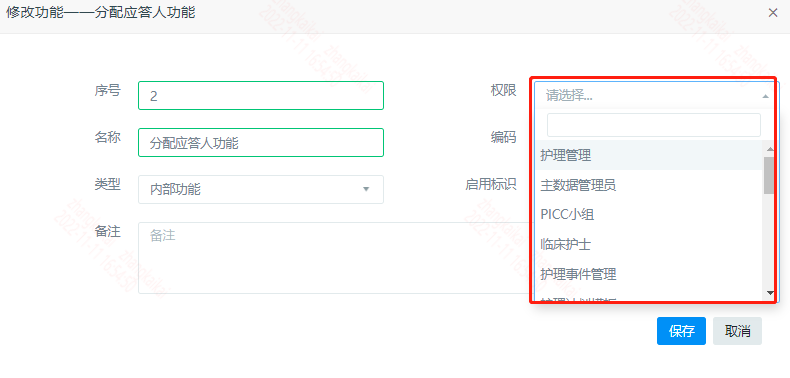 修改功能——分配应答人功能 ×
序号 2 权限 请选择...
名称 分配应答人功能 编码
护理管理
类型 内部功能 启用标识
主数据管理员
PICC小组
备注 备注
临床护士
护理事件管理
保存 取消